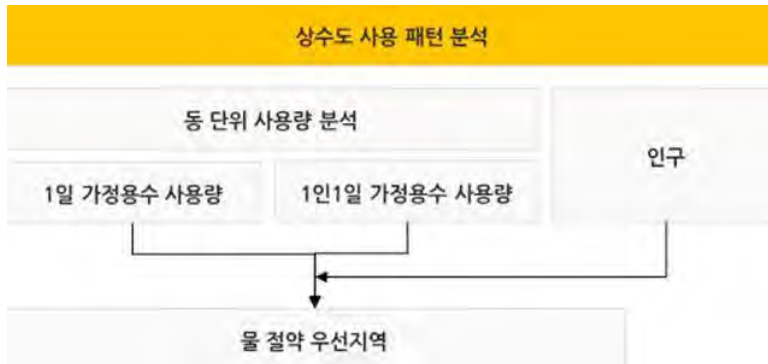 상수도 사용 패턴 분석
동 단위 사용량 분석
인구
1일 가정용수 사용량
1인1일 가정용수 사용량
물 절약 우선지역